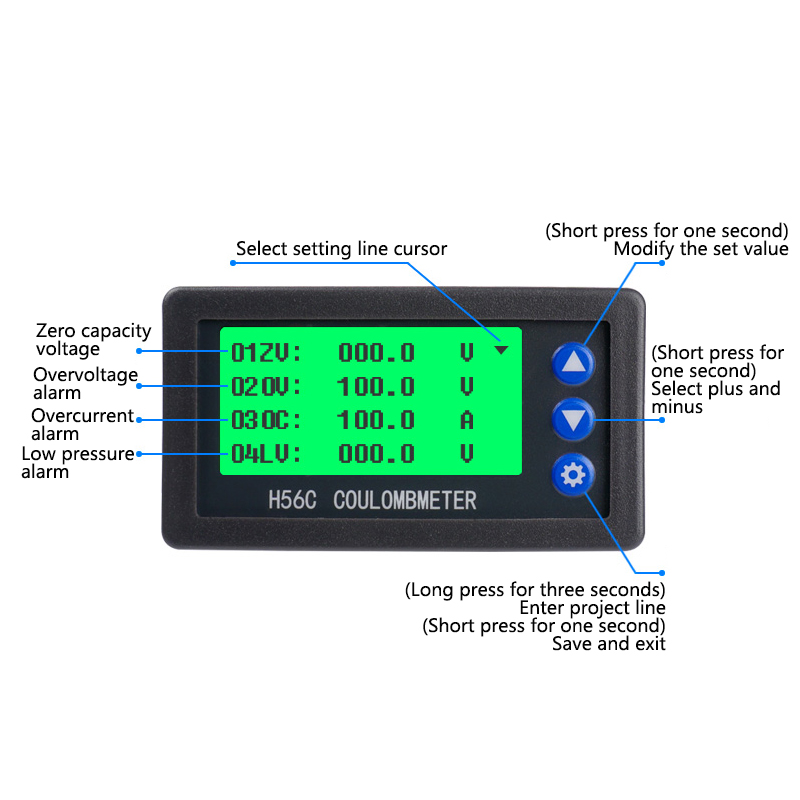 (Short press for one second)
Modify the set value
Select setting line cursor
Zero capacity
voltage
Overvoltage
alarm
Overcurrent
alarm
Low pressure
alarm
01ZV: 000.0 V
02OV: 100.0 V
03OC: 100.0 A
04LV: 000.0 V
H56C COULOMBMETER
(Short press for
one second)
Select plus and
minus
(Long press for three seconds)
Enter project line
(Short press for one second)
Save and exit